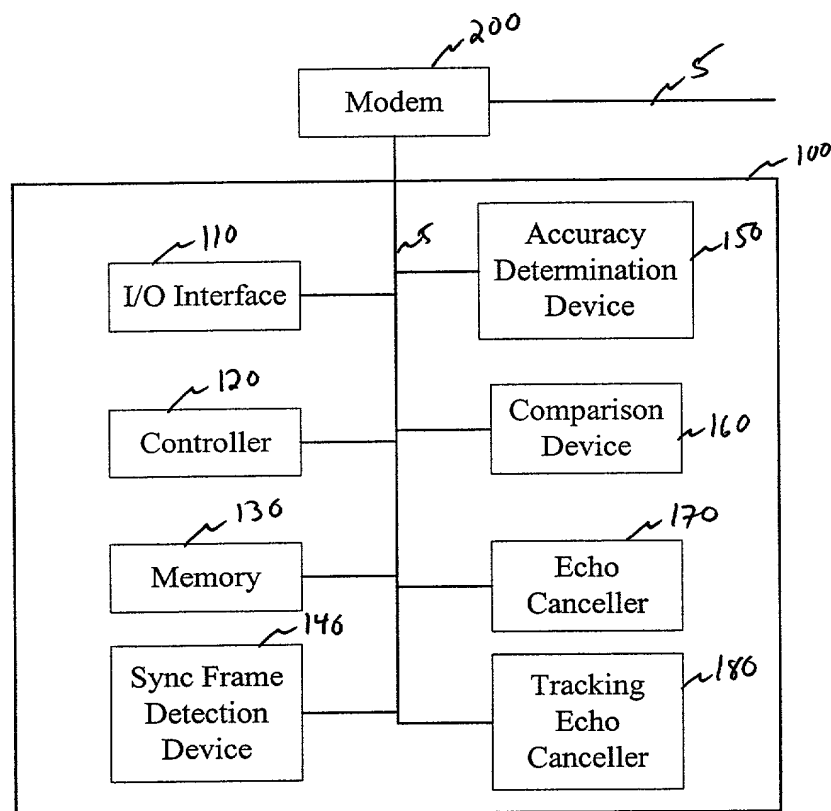 200
Modem
5
100
110
I/O Interface
5
Accuracy
Determination
Device
150
120
Controller
Comparison
Device
160
130
Memory
170
Echo
Canceller
140
Sync Frame
Detection
Device
Tracking
Echo
Canceller
180